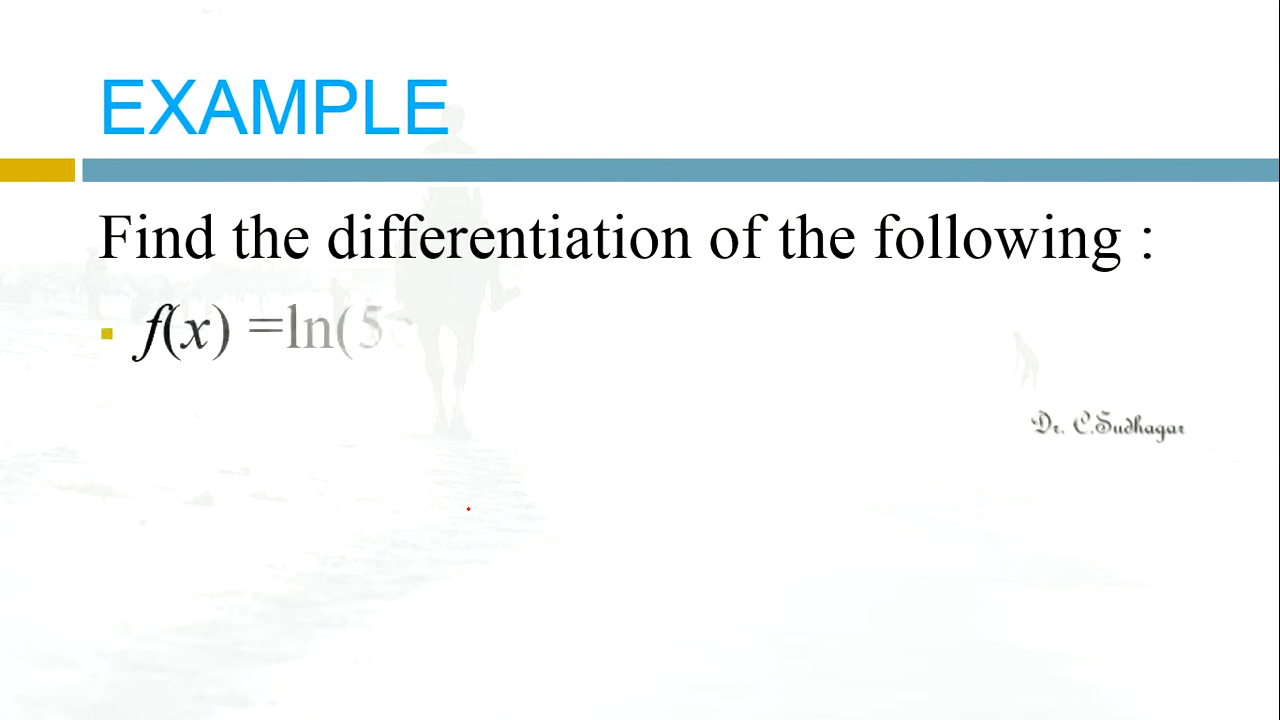 EXAMPLE
Find the differentiation of the following :
f(x) =ln(5
Dr. C.Sudhagar